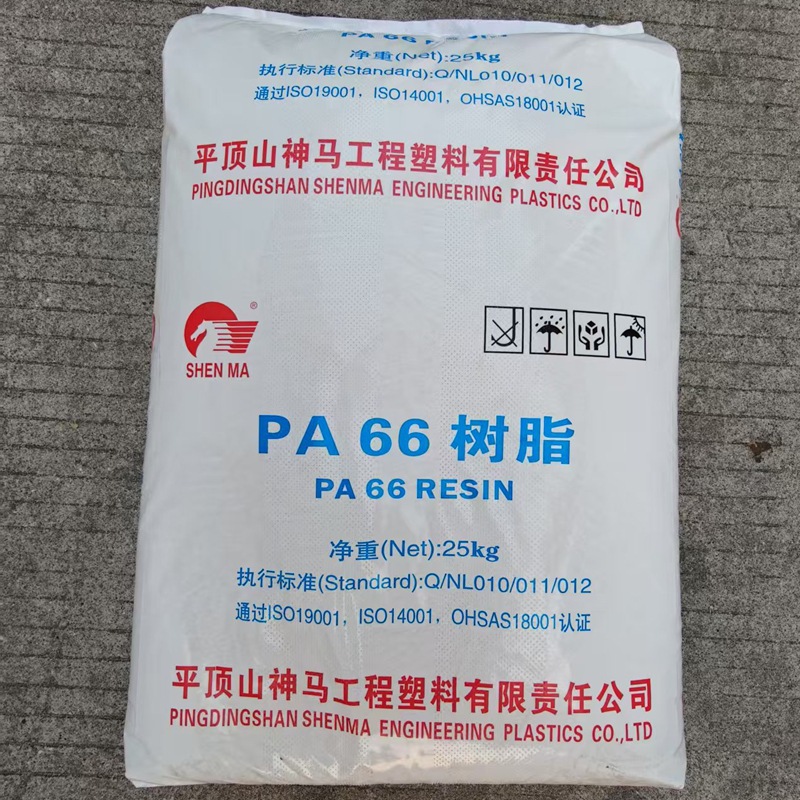 PA 66 RESIN
净重(Net):25kg
执行标准(Standard):Q/NL010/011/012
通过ISO19001, ISO14001, OHSAS18001认证
平顶山神马工程塑料有限责任公司
PINGDINGSHAN SHENMA ENGINEERING PLASTICS CO.,LTD
®
SHEN MA
PA 66 树脂
PA 66 RESIN
净重(Net):25kg
执行标准(Standard):Q/NL010/011/012
通过ISO19001, ISO14001, OHSAS18001认证
平顶山神马工程塑料有限责任公司
PINGDINGSHAN SHENMA ENGINEERING PLASTICS CO.,LTD